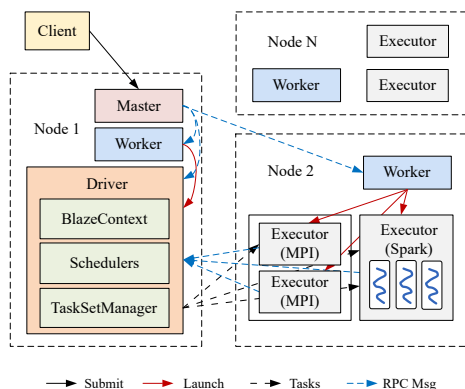 Client
Node 1
Master
Worker
Driver
BlazeContext
Schedulers
TaskSetManager
Node N
Executor
Worker
Executor
Node 2
Worker
Executor
(MPI)
Executor
(MPI)
Executor
(Spark)
Submit
Launch
Tasks
RPC Msg